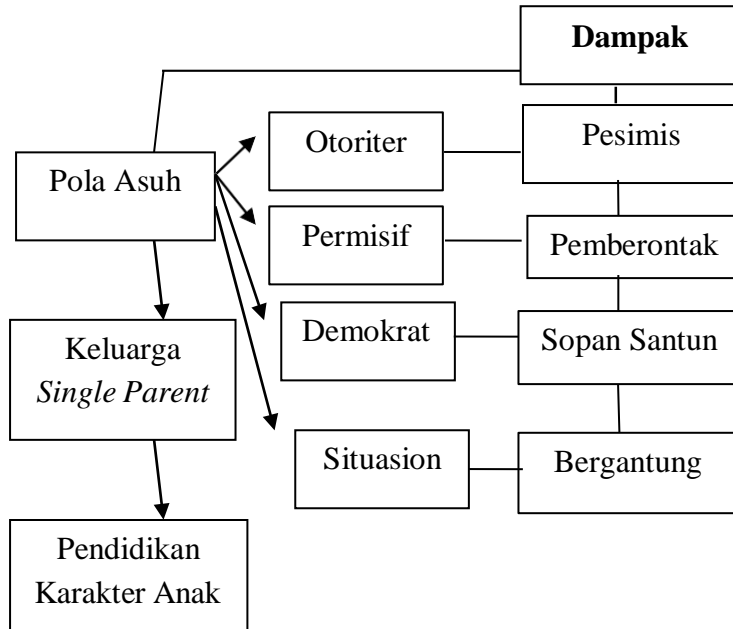 Dampak
Otoriter
Pesimis
Pola Asuh
Permisif
Pemberontak
Demokrat
Sopan Santun
Keluarga
Single Parent
Situasion
Bergantung
Pendidikan
Karakter Anak